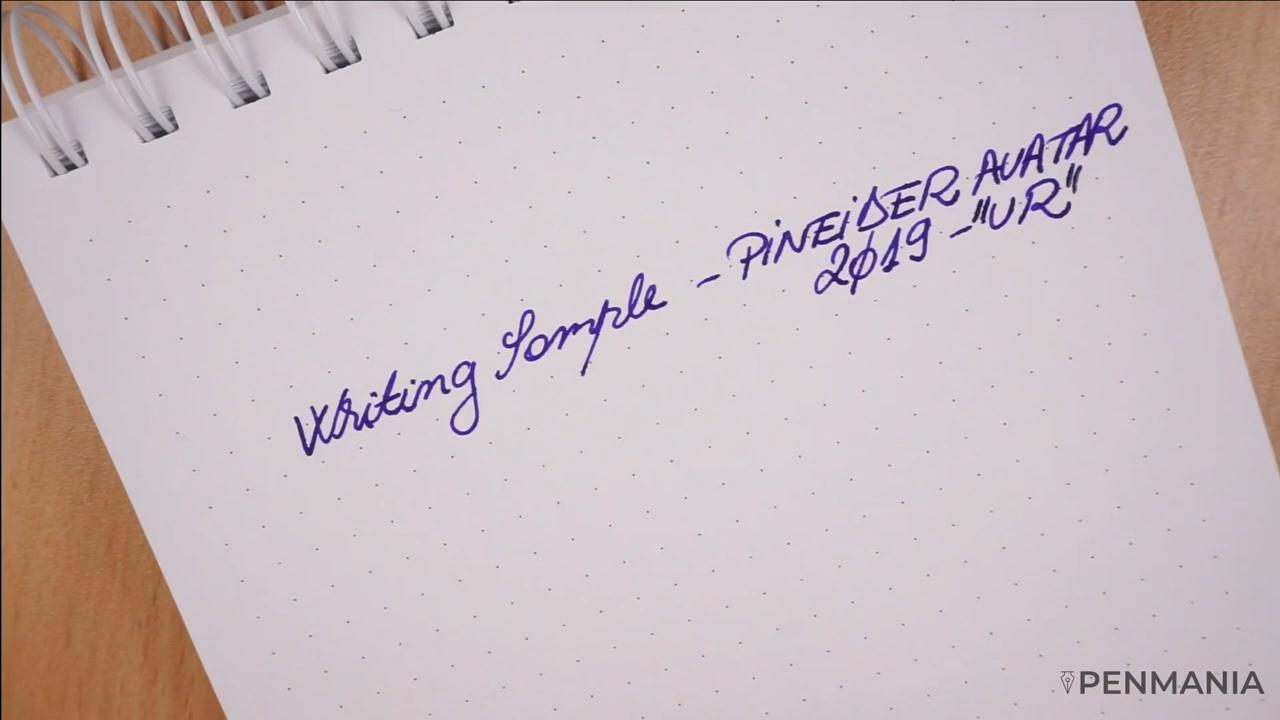 Writing Sample - PiNEiDER AVATAR
2019 - "UR"
PENMANIA